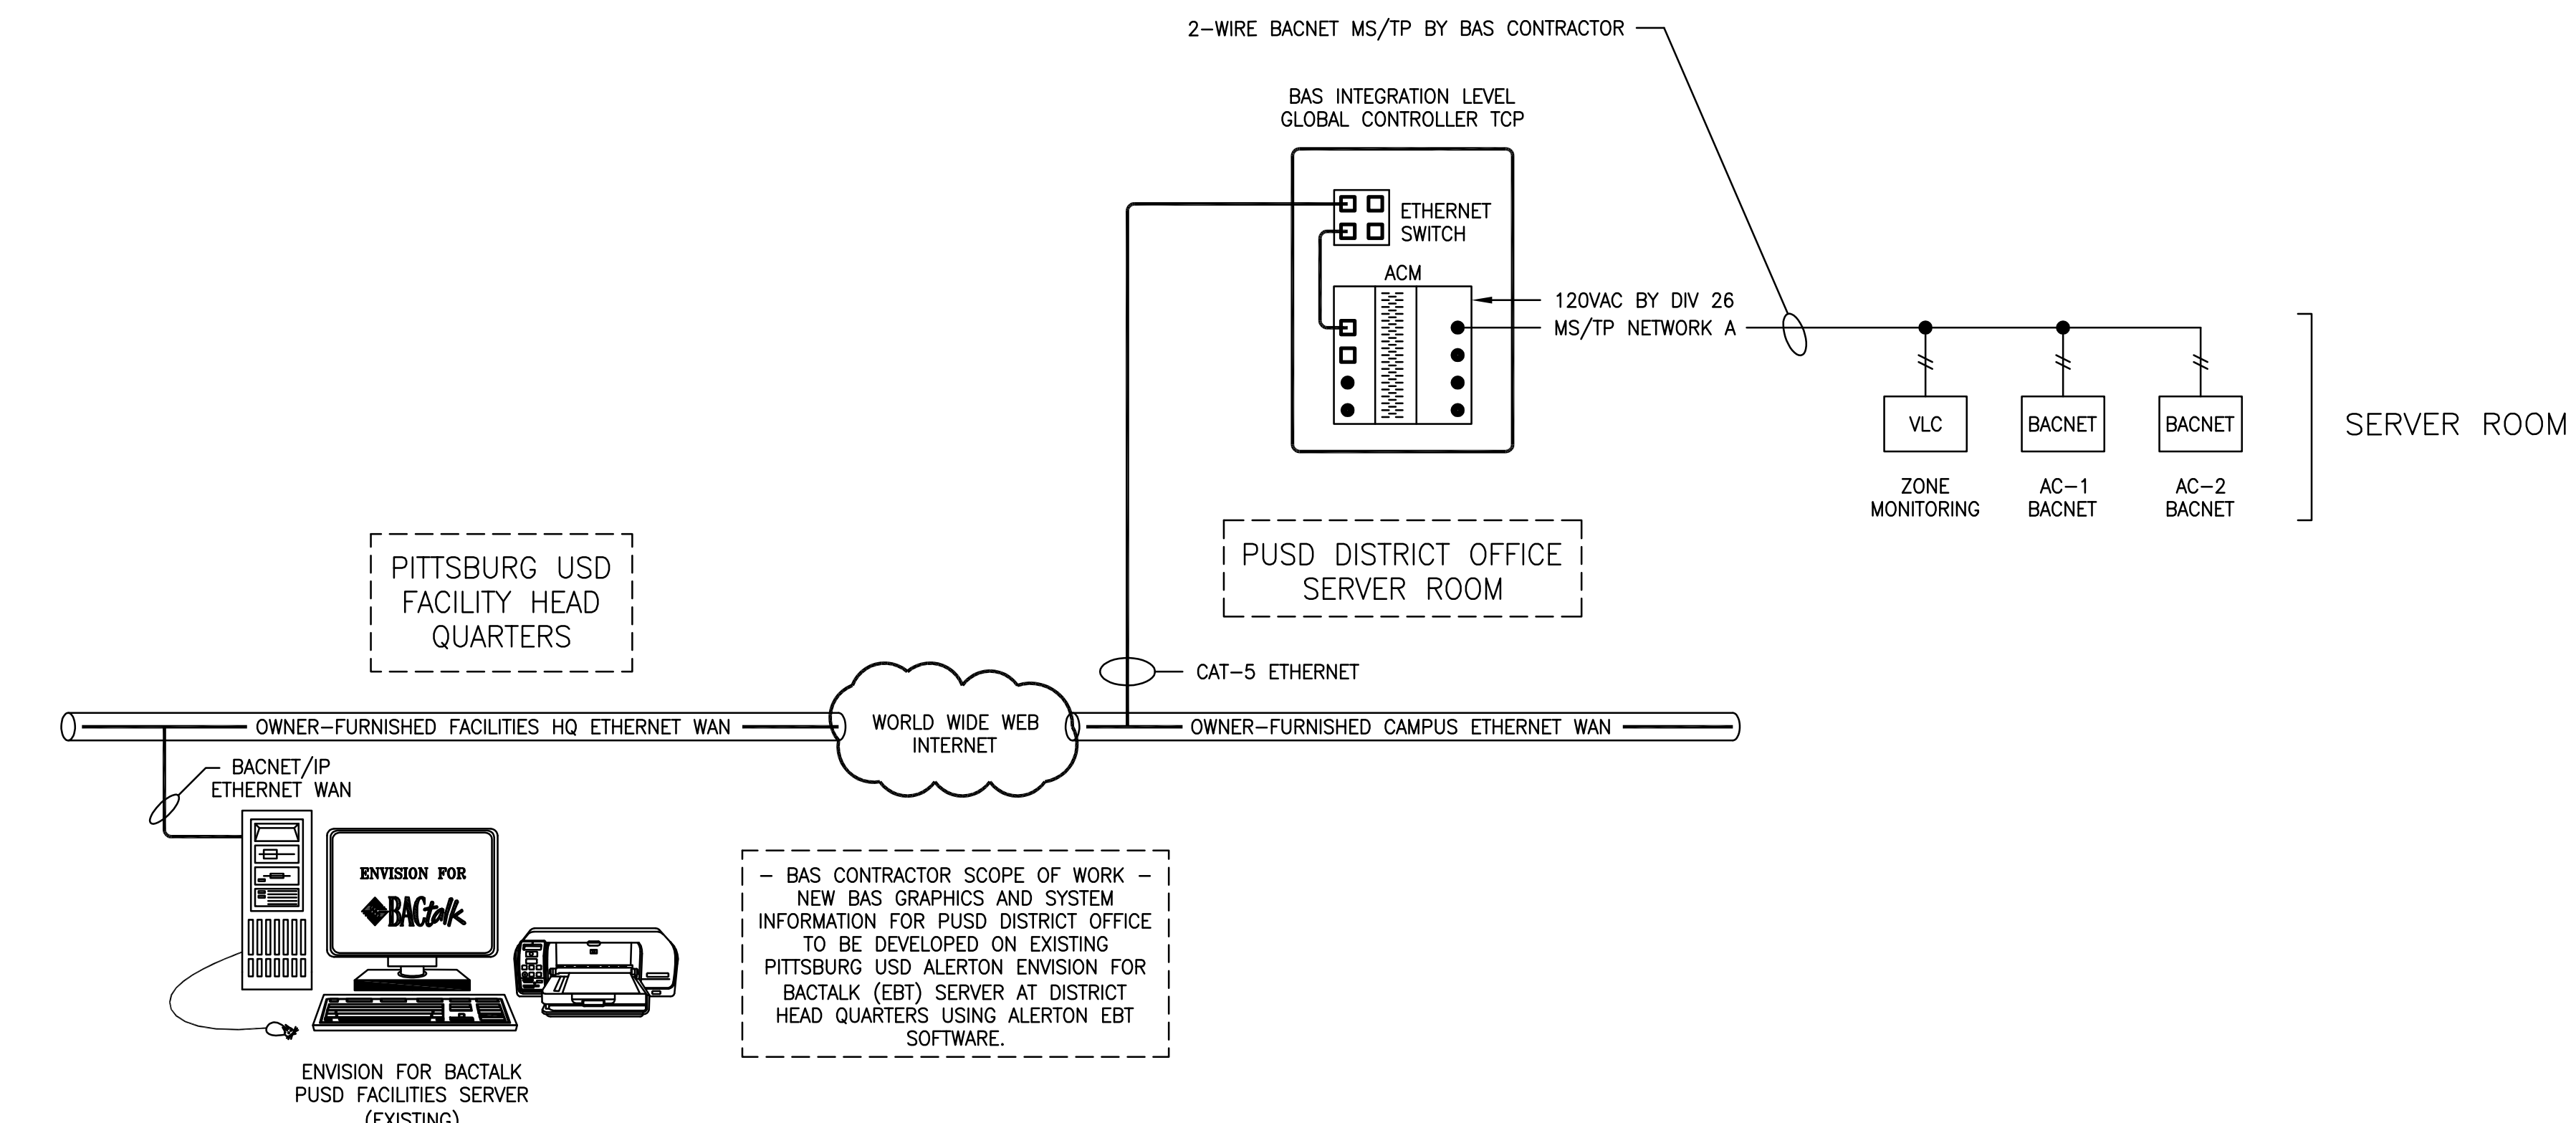 2-WIRE BACNET MS/TP BY BAS CONTRACTOR
BAS INTEGRATION LEVEL
GLOBAL CONTROLLER TCP
ETHERNET
SWITCH
ACM
120VAC BY DIV 26
MS/TP NETWORK A
VLC
BACNET
BACNET
SERVER ROOM
ZONE
MONITORING
AC-1
BACNET
AC-2
BACNET
PITTSBURG USD
FACILITY HEAD
QUARTERS
PUSD DISTRICT OFFICE
SERVER ROOM
CAT-5 ETHERNET
OWNER-FURNISHED FACILITIES HQ ETHERNET WAN
WORLD WIDE WEB
INTERNET
OWNER-FURNISHED CAMPUS ETHERNET WAN
BACNET/IP
ETHERNET WAN
ENVISION FOR
BACtalk
- BAS CONTRACTOR SCOPE OF WORK -
NEW BAS GRAPHICS AND SYSTEM
INFORMATION FOR PUSD DISTRICT OFFICE
TO BE DEVELOPED ON EXISTING
PITTSBURG USD ALERTON ENVISION FOR
BACTALK (EBT) SERVER AT DISTRICT
HEAD QUARTERS USING ALERTON EBT
SOFTWARE.
ENVISION FOR BACTALK
PUSD FACILITIES SERVER
(EXISTING)